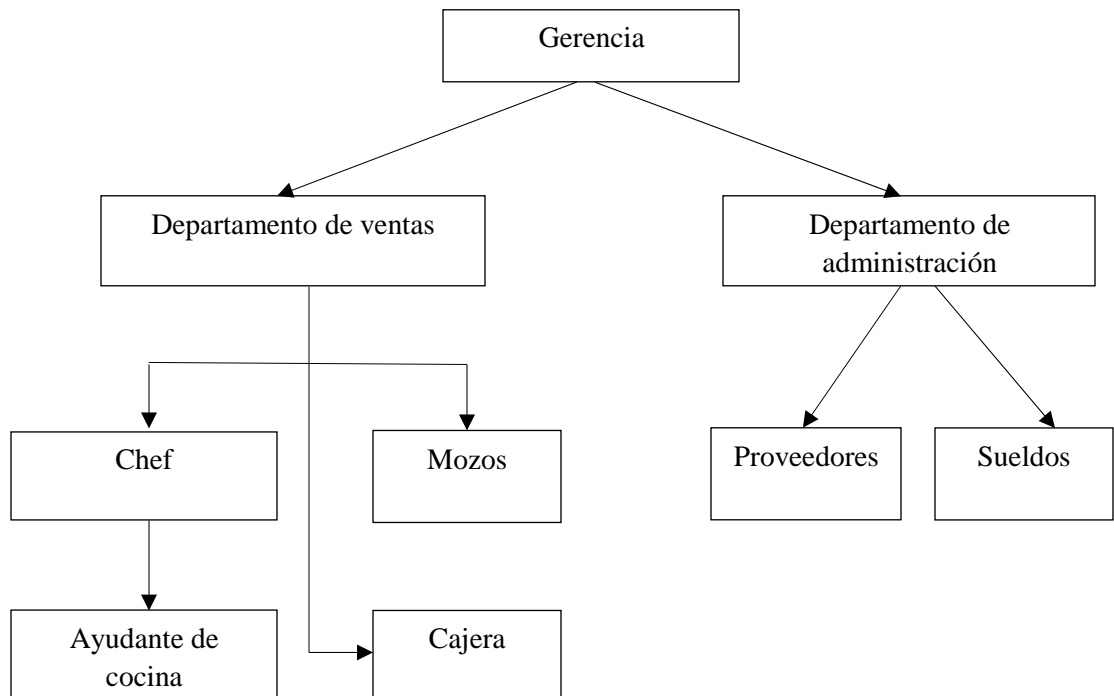 Gerencia
Departamento de ventas
Departamento de
administración
Chef
Mozos
Proveedores
Sueldos
Ayudante de
cocina
Cajera